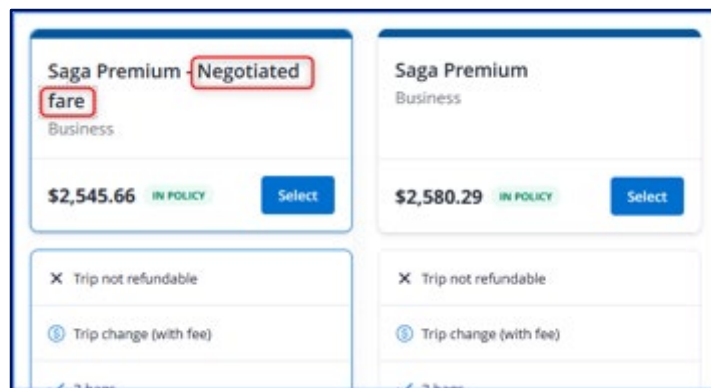 Saga Premium - Negotiated
fare
Business
$2,545.66 IN POLICY Select
Trip not refundable
Trip change (with fee)
Saga Premium
Business
$2,580.29 IN POLICY Select
Trip not refundable
Trip change (with fee)